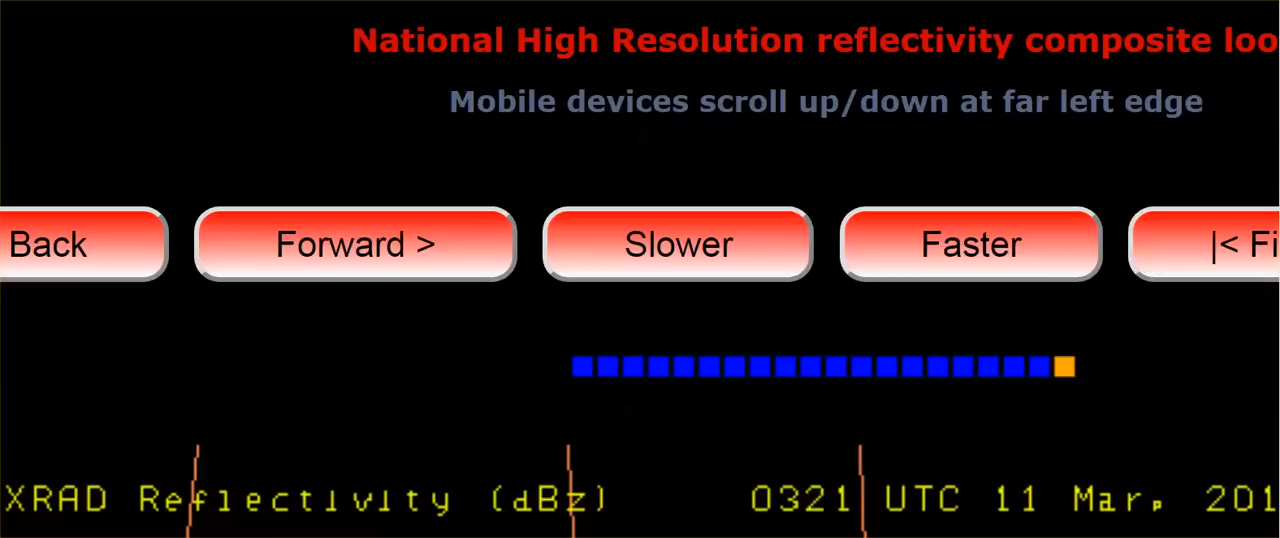 National High Resolution reflectivity composite loo
Mobile devices scroll up/down at far left edge
Back Forward > Slower Faster |< Fi
XRAD Reflectivity (dBz) 0321 UTC 11 Mar. 201